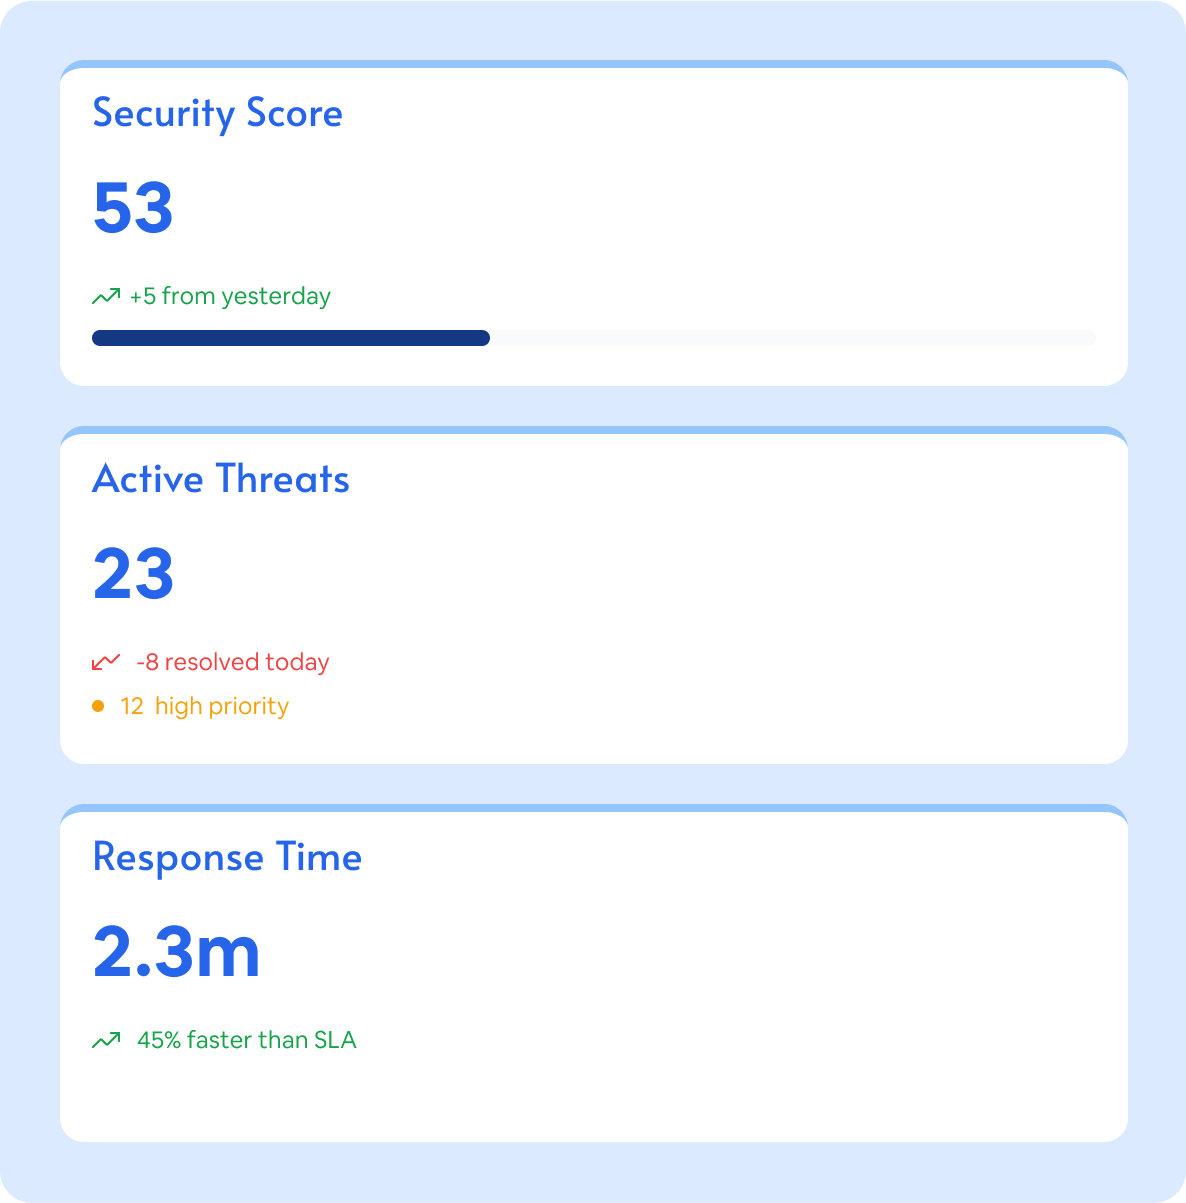 Security Score
53
+5 from yesterday
Active Threats
23
-8 resolved today
12 high priority
Response Time
2.3m
45% faster than SLA